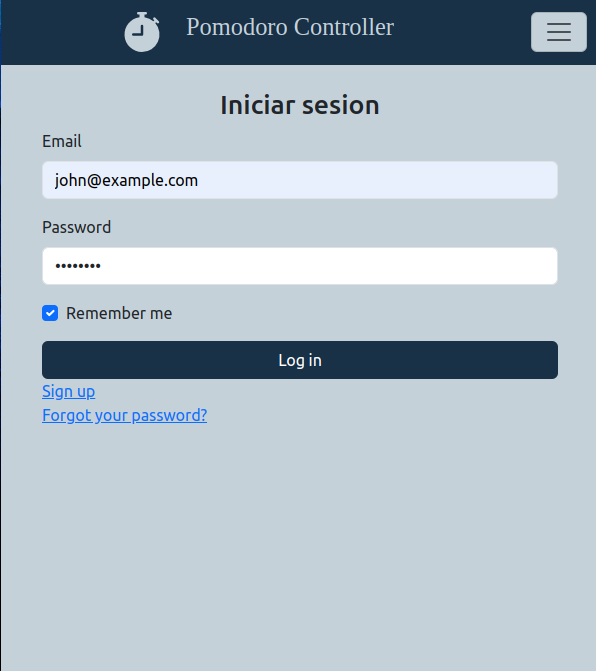 Pomodoro Controller
Iniciar sesion
Email
john@example.com
Password
••••••••
Remember me
Log in
Sign up
Forgot your password?